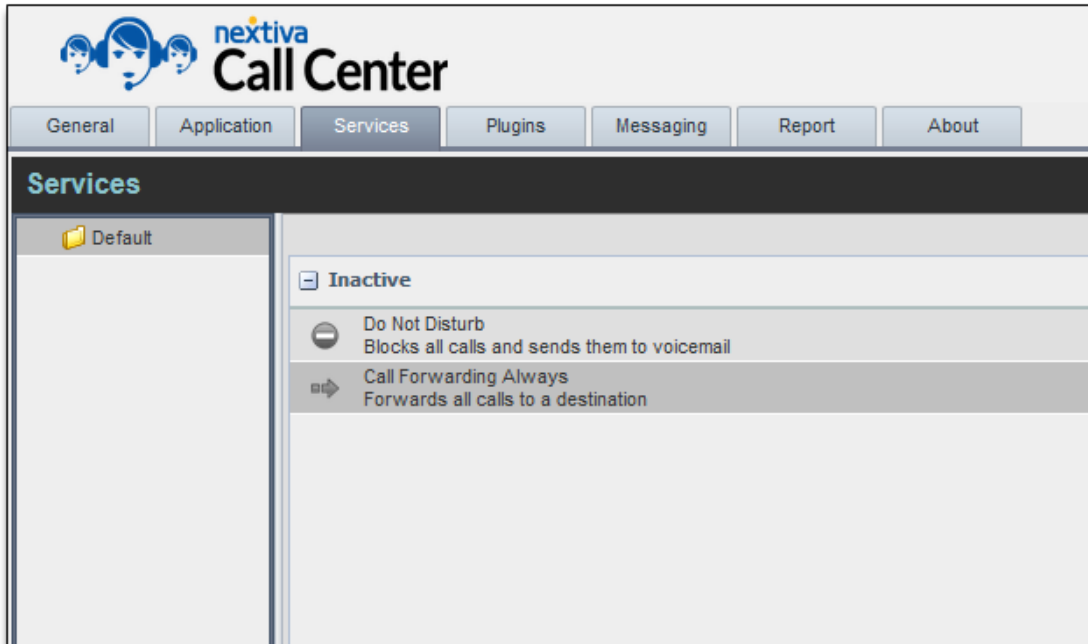 nextiva
Call Center
General Application Services Plugins Messaging Report About
Services
Default
Inactive
Do Not Disturb
Blocks all calls and sends them to voicemail
Call Forwarding Always
Forwards all calls to a destination